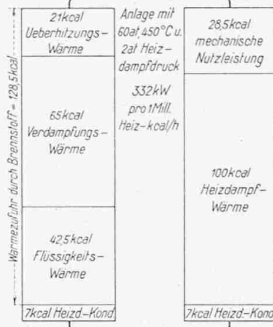 Wärmezufuhr durch Brennstoff = 128,5kcal
21kcal
Ueberhitzungs-
Wärme
65kcal
Verdampfungs-
Wärme
42,5kcal
Flüssigkeits-
Wärme
7kcal Heizd.-Kond.
Anlage mit
60at,450°C u.
2at Heiz-
dampfdruck
332kW
pro 1 Mill.
Heiz-kcal/h
28,5kcal
mechanische
Nutzleistung
100kcal
Heizdampf-
Wärme
7kcal Heizd.-Kond.